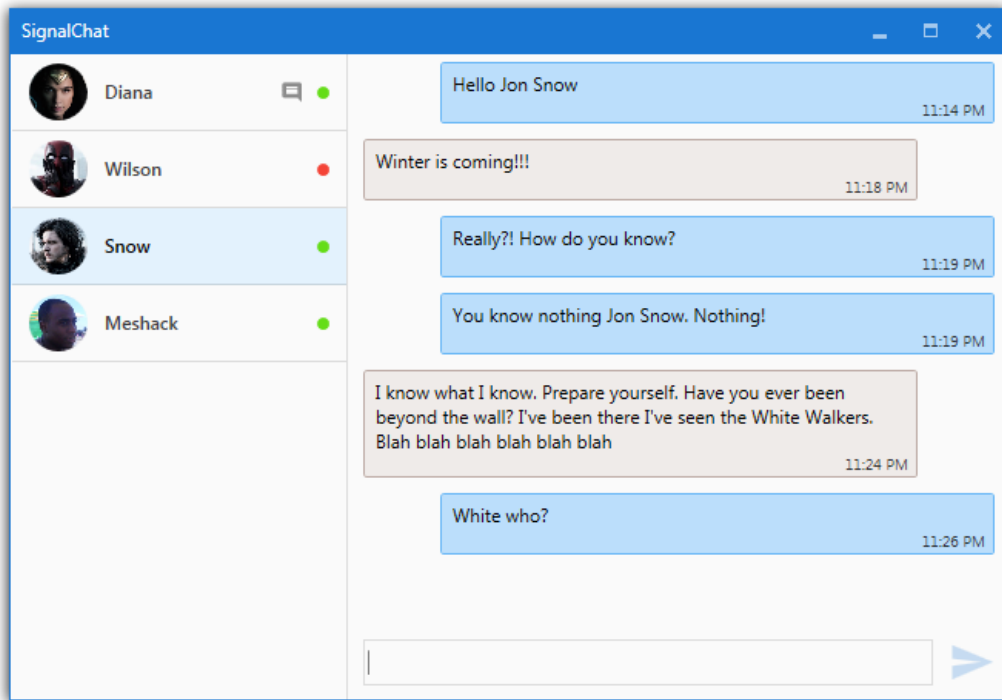 SignalChat
Diana
Wilson
Snow
Meshack
Hello Jon Snow
11:14 PM
Winter is coming!!!
11:18 PM
Really?! How do you know?
11:19 PM
You know nothing Jon Snow. Nothing!
11:19 PM
I know what I know. Prepare yourself. Have you ever been
beyond the wall? I've been there I've seen the White Walkers.
Blah blah blah blah blah blah
11:24 PM
White who?
11:26 PM